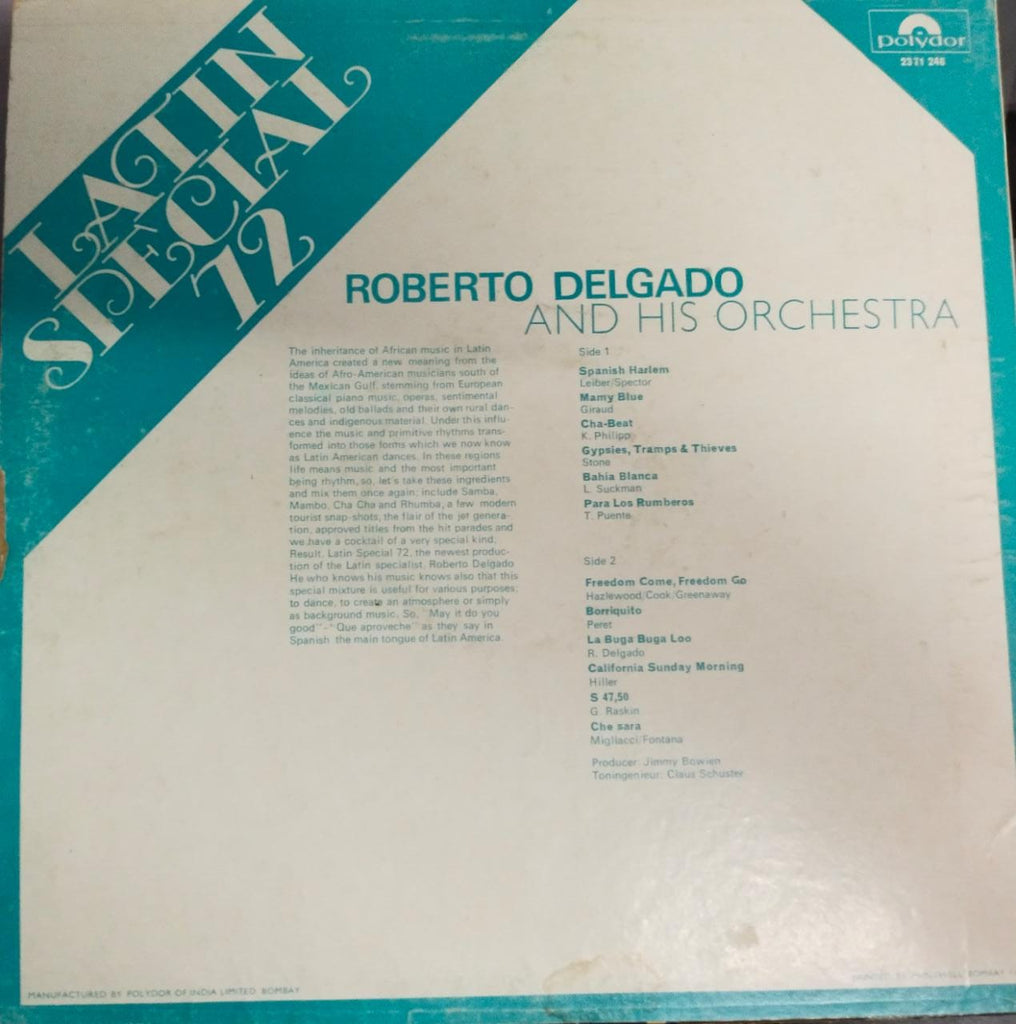 LATIN
SPECIAL
72
polydor
2371 246
ROBERTO DELGADO
AND HIS ORCHESTRA
The inheritance of African music in Latin
America created a new meaning from the
ideas of Afro-American musicians south of
the Mexican Gulf, stemming from European
classical piano music, operas, sentimental
melodies, old ballads and their own rural dan-
ces and indigenous material. Under this influ-
ence the music and primitive rhythms trans-
formed into those forms which we now know
as Latin American dances. In these regions
life means music and the most important
being rhythm, so, let's take these ingredients
and mix them once again; include Samba,
Mambo, Cha Cha and Rhumba, a few modern
tourist snap-shots, the flair of the jet genera-
tion, approved titles from the hit parades and
we have a cocktail of a very special kind.
Result, Latin Special 72, the newest produc-
tion of the Latin specialist, Roberto Delgado
He who knows his music knows also that this
special mixture is useful for various purposes;
to dance, to create an atmosphere or simply
as background music. So, "May it do you
good" - "Que aproveche" as they say in
Spanish the main tongue of Latin America.
Side 1
Spanish Harlem
Leiber/Spector
Mamy Blue
Giraud
Cha-Beat
K. Philipp
Gypsies, Tramps & Thieves
Stone
Bahia Blanca
L. Suckman
Para Los Rumberos
T. Puente
Side 2
Freedom Come, Freedom Go
Hazlewood/Cook/Greenaway
Borriquito
Peret
La Buga Buga Loo
R. Delgado
California Sunday Morning
Hiller
S 47,50
G. Raskin
Che sara
Migliacci/Fontana
Producer: Jimmy Bowien
Toningenieur: Claus Schuster
MANUFACTURED BY POLYDOR OF INDIA LIMITED. BOMBAY
BOMBAY